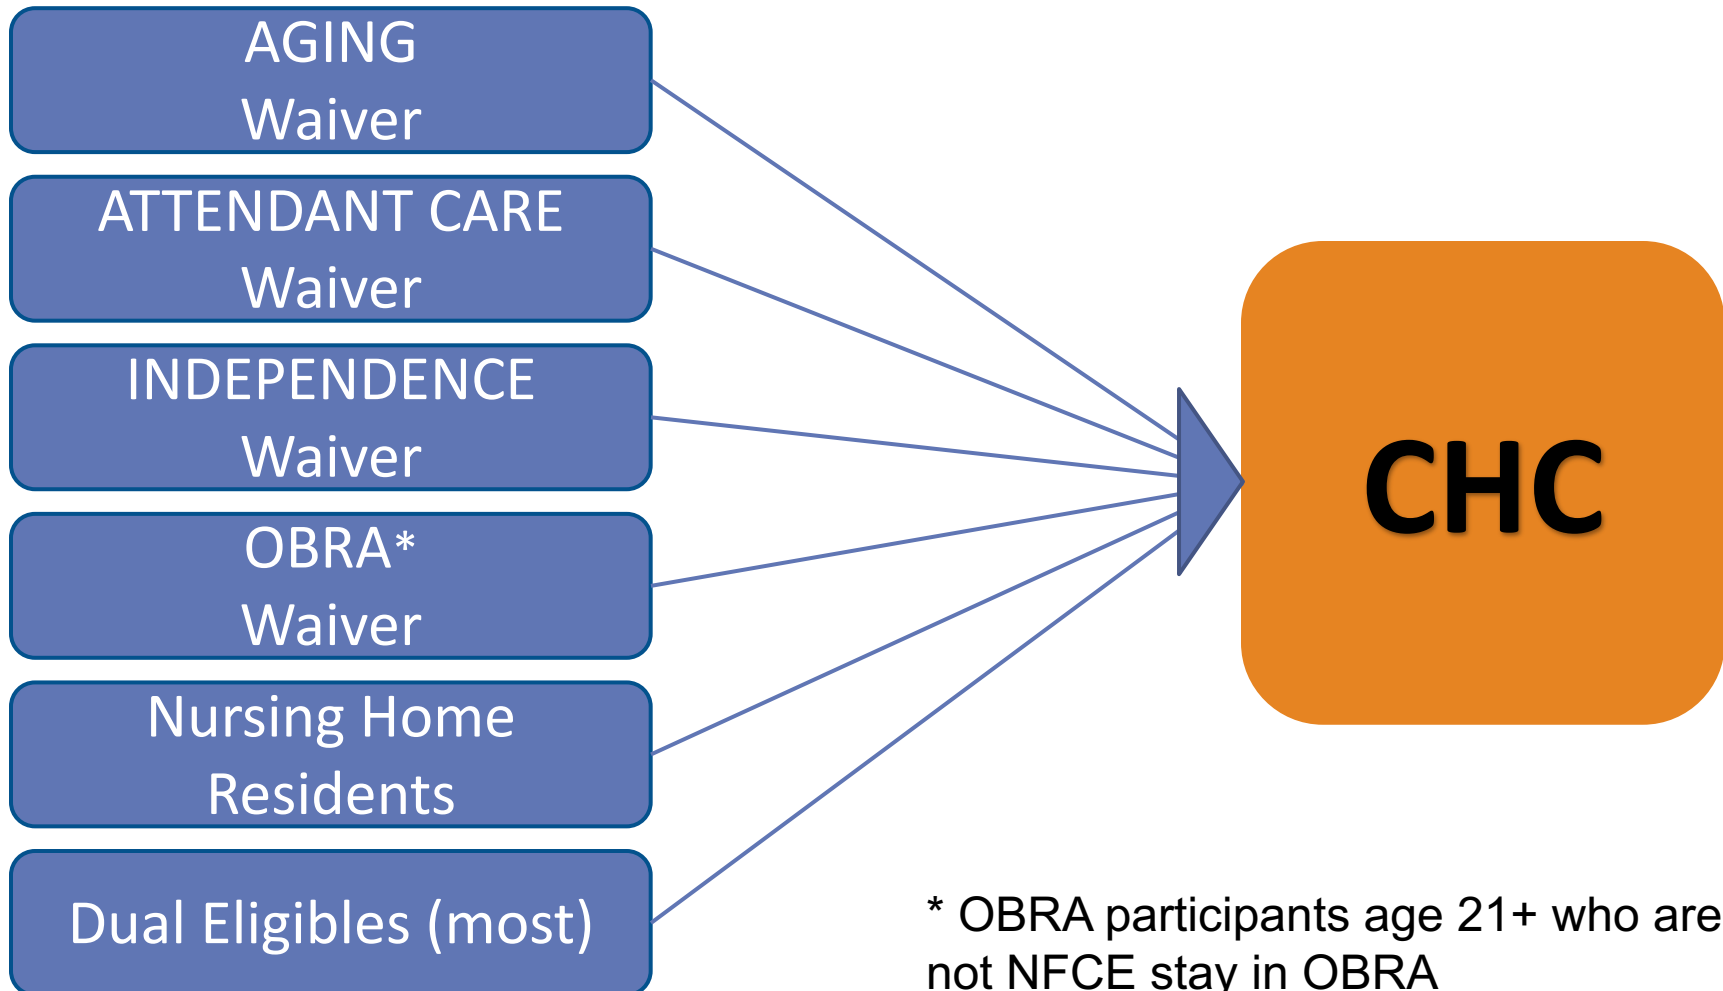 AGING
Waiver
ATTENDANT CARE
Waiver
INDEPENDENCE
Waiver
OBRA*
Waiver
Nursing Home
Residents
Dual Eligibles (most)
CHC
* OBRA participants age 21+ who are
not NFCE stay in OBRA